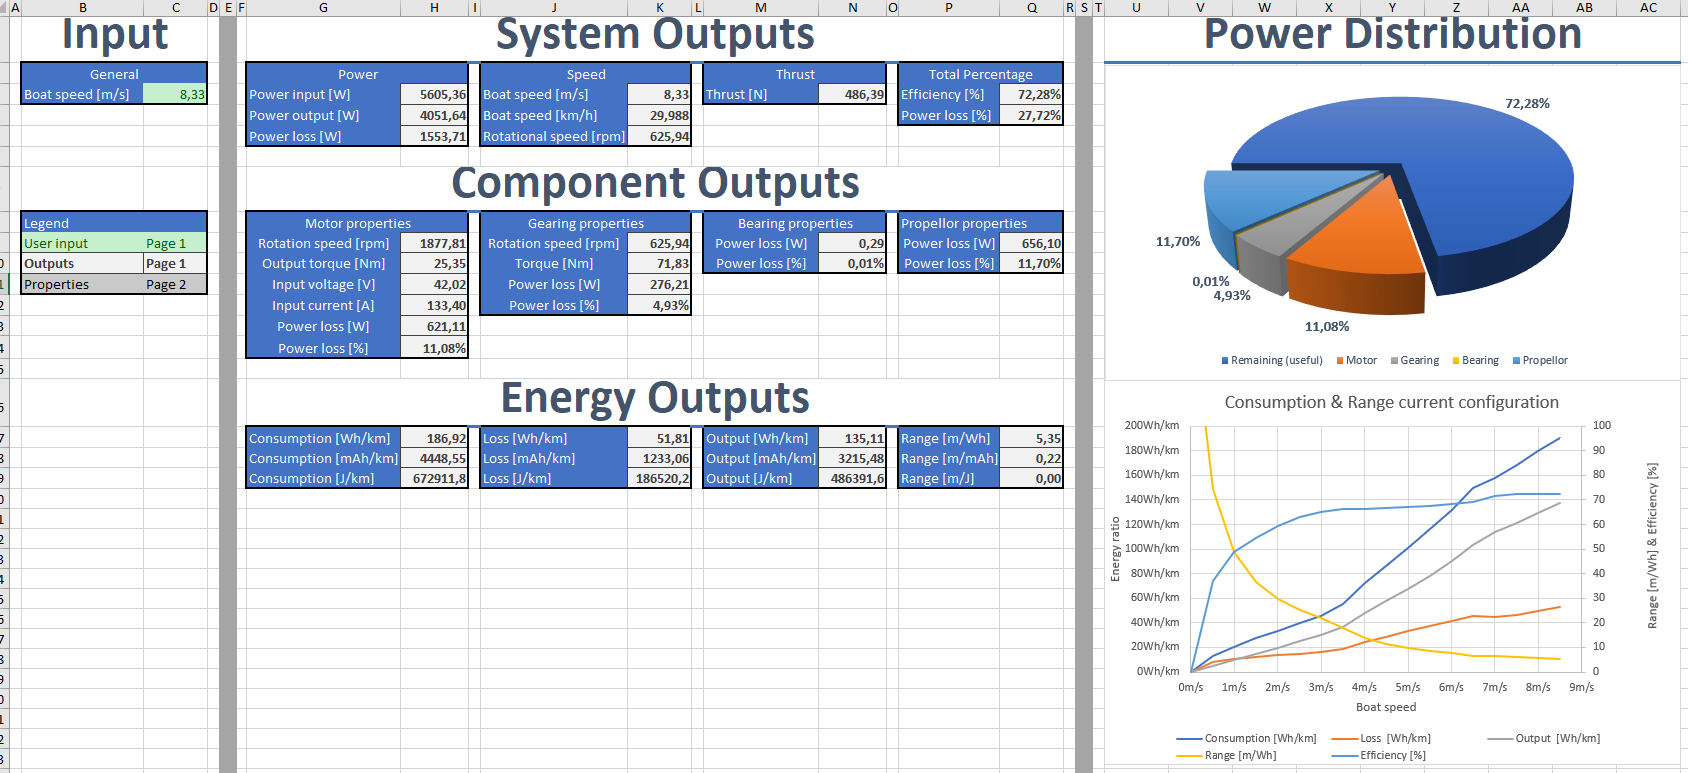 A B C D E F G H I J K L M N O P Q R S T U V W X Y Z AA AB AC
Input
System Outputs
Power Distribution
General
Boat speed [m/s] 8,33
Power
Power input [W] 5605,36
Power output [W] 4051,64
Power loss [W] 1553,71
Speed
Boat speed [m/s] 8,33
Boat speed [km/h] 29,988
Rotational speed [rpm] 625,94
Thrust
Thrust [N] 486,39
Total Percentage
Efficiency [%] 72,28%
Power loss [%] 27,72%
Component Outputs
Legend
User input Page 1
Outputs Page 1
Properties Page 2
Motor properties
Rotation speed [rpm] 1877,81
Output torque [Nm] 25,35
Input voltage [V] 42,02
Input current [A] 133,40
Power loss [W] 621,11
Power loss [%] 11,08%
Gearing properties
Rotation speed [rpm] 625,94
Torque [Nm] 71,83
Power loss [W] 276,21
Power loss [%] 4,93%
Bearing properties
Power loss [W] 0,29
Power loss [%] 0,01%
Propellor properties
Power loss [W] 656,10
Power loss [%] 11,70%
Energy Outputs
Consumption [Wh/km] 186,92
Consumption [mAh/km] 4448,55
Consumption [J/km] 672911,8
Loss [Wh/km] 51,81
Loss [mAh/km] 1233,06
Loss [J/km] 186520,2
Output [Wh/km] 135,11
Output [mAh/km] 3215,48
Output [J/km] 486391,6
Range [m/Wh] 5,35
Range [m/mAh] 0,22
Range [m/J] 0,00
72,28%
11,70%
0,01%
4,93%
11,08%
Remaining (useful) Motor Gearing Bearing Propellor
Consumption & Range current configuration
200Wh/km 100
180Wh/km 90
160Wh/km 80
140Wh/km 70
120Wh/km 60
100Wh/km 50
80Wh/km 40
60Wh/km 30
40Wh/km 20
20Wh/km 10
0Wh/km 0
Energy ratio
Range [m/Wh] & Efficiency [%]
0m/s 1m/s 2m/s 3m/s 4m/s 5m/s 6m/s 7m/s 8m/s 9m/s
Boat speed
Consumption [Wh/km] Loss [Wh/km] Output [Wh/km]
Range [m/Wh] Efficiency [%]